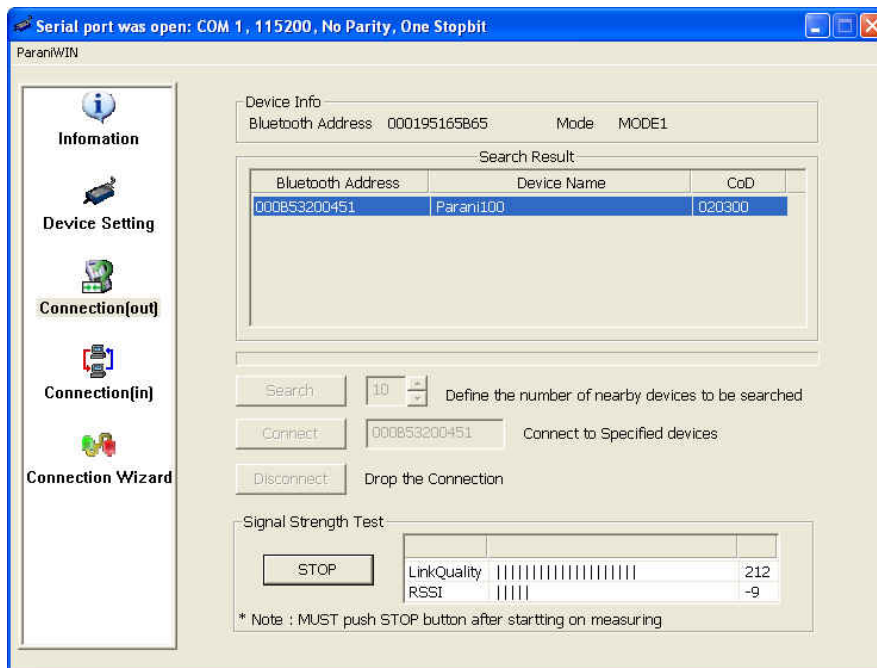 Serial port was open: COM 1, 115200, No Parity, One Stopbit
ParaniWIN
Infomation
Device Setting
Connection(out)
Connection(in)
Connection Wizard
Device Info
Bluetooth Address 000195165B65 Mode MODE1
Search Result
Bluetooth Address Device Name CoD
000B53200451 Parani100 020300
Search 10 Define the number of nearby devices to be searched
Connect 000B53200451 Connect to Specified devices
Disconnect Drop the Connection
Signal Strength Test
STOP
LinkQuality |||||||||||||||||||| 212
RSSI ||||| -9
* Note : MUST push STOP button after startting on measuring